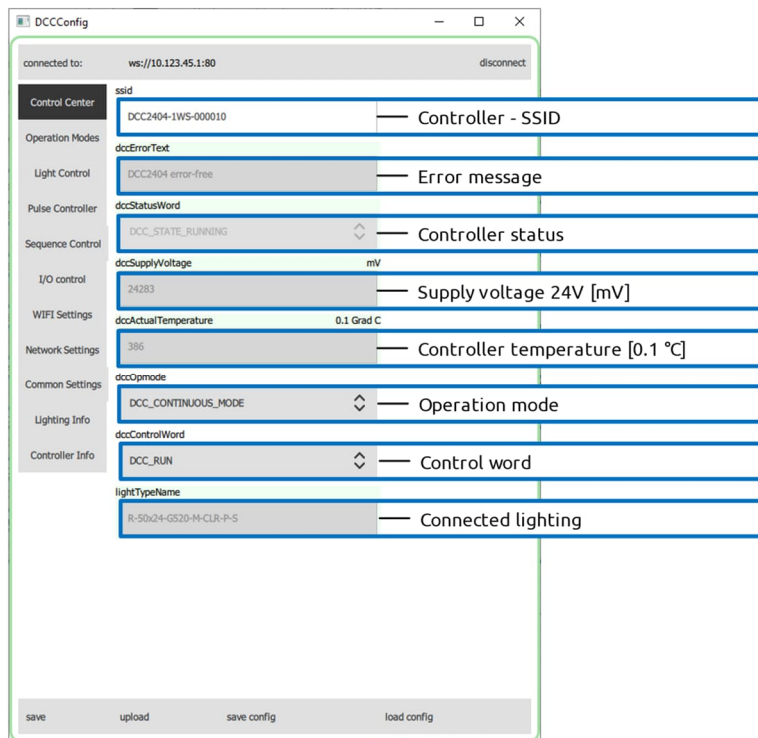 DCCConfig
connected to: ws://10.123.45.1:80 disconnect
Control Center
Operation Modes
Light Control
Pulse Controller
Sequence Control
I/O control
WIFI Settings
Network Settings
Common Settings
Lighting Info
Controller Info
ssid
DCC2404-1WS-000010 Controller - SSID
dccErrorText
DCC2404 error-free Error message
dccStatusWord
DCC_STATE_RUNNING Controller status
dccSupplyVoltage mV
24283 Supply voltage 24V [mV]
dccActualTemperature 0.1 Grad C
386 Controller temperature [0.1 °C]
dccOpmode
DCC_CONTINUOUS_MODE Operation mode
dccControlWord
DCC_RUN Control word
lightTypeName
R-50x24-GS20-M-CLR-P-S Connected lighting
save upload save config load config